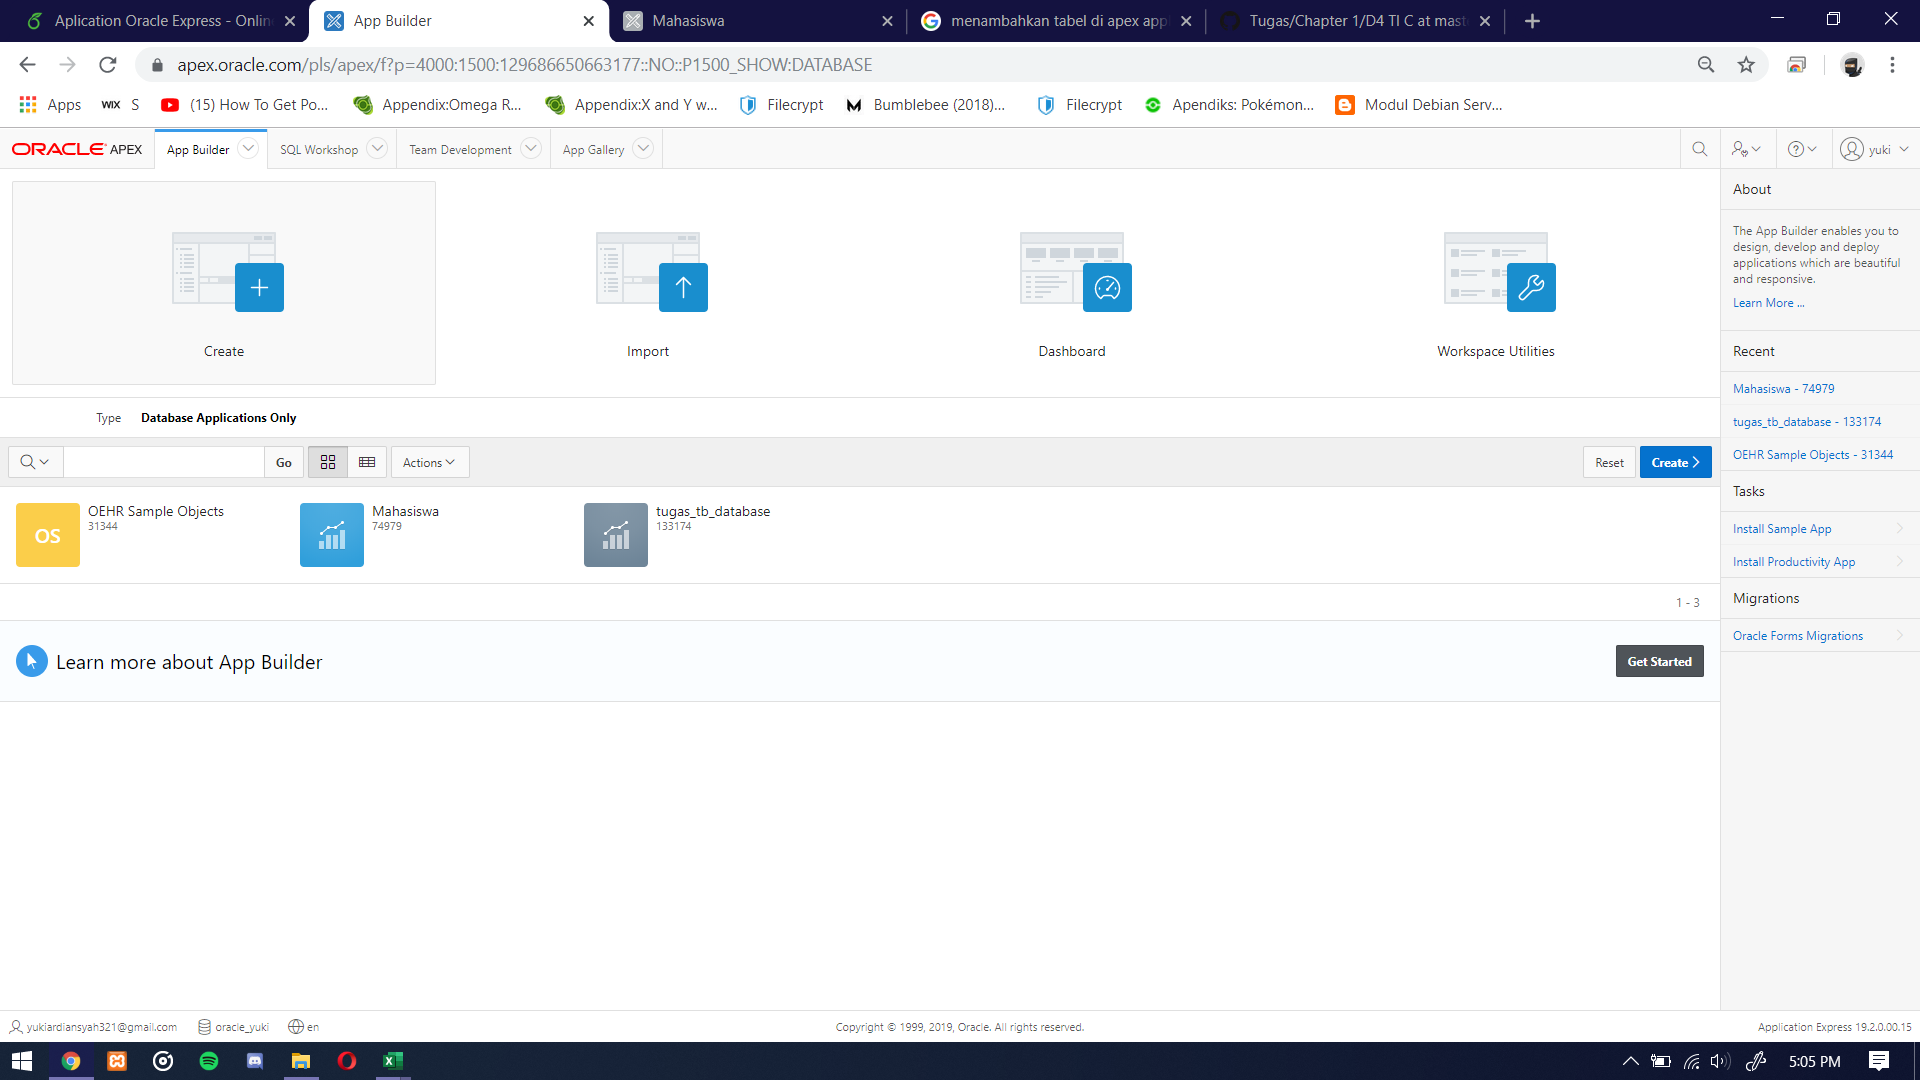 Aplication Oracle Express - Onlin
App Builder
Mahasiswa
menambahkan tabel di apex app
Tugas/Chapter 1/D4 TI C at mast
apex.oracle.com/pls/apex/f?p=4000:1500:129686650663177::NO::P1500_SHOW:DATABASE
Apps
WIX S
(15) How To Get Po...
Appendix:Omega R...
Appendix:X and Y w...
Filecrypt
Bumblebee (2018)...
Filecrypt
Apendiks: Pokémon...
Modul Debian Serv...
ORACLE APEX
App Builder
SQL Workshop
Team Development
App Gallery
yuki
Create
Import
Dashboard
Workspace Utilities
Type Database Applications Only
Go
Actions
Reset
Create
OS
OEHR Sample Objects
31344
Mahasiswa
74979
tugas_tb_database
133174
1 - 3
Learn more about App Builder
Get Started
About
The App Builder enables you to
design, develop and deploy
applications which are beautiful
and responsive.
Learn More ...
Recent
Mahasiswa - 74979
tugas_tb_database - 133174
OEHR Sample Objects - 31344
Tasks
Install Sample App
Install Productivity App
Migrations
Oracle Forms Migrations
yukiardiansyah321@gmail.com
oracle_yuki
en
Copyright © 1999, 2019, Oracle. All rights reserved.
Application Express 19.2.0.00.15
5:05 PM